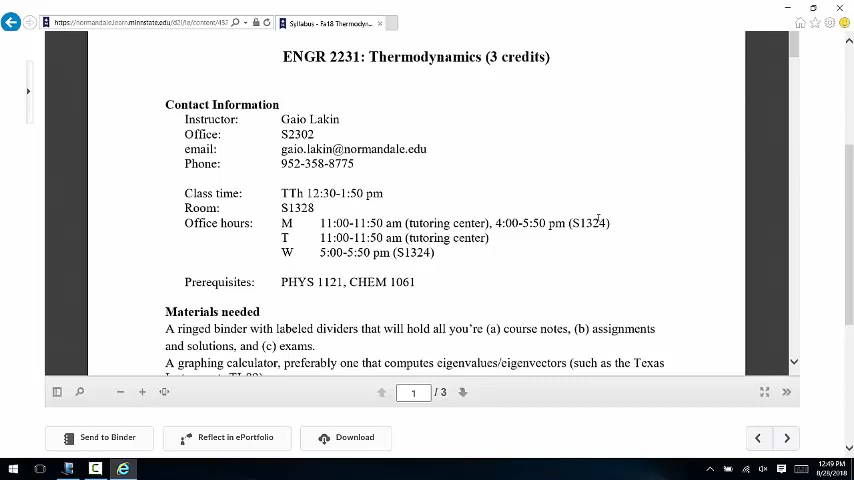 https://normandale.learn.minnstate.edu/d2l/le/content/432
Syllabus - Fa18 Thermodyn...
ENGR 2231: Thermodynamics (3 credits)
Contact Information
Instructor: Gaio Lakin
Office: S2302
email: gaio.lakin@normandale.edu
Phone: 952-358-8775
Class time: TTh 12:30-1:50 pm
Room: S1328
Office hours: M 11:00-11:50 am (tutoring center), 4:00-5:50 pm (S1324)
T 11:00-11:50 am (tutoring center)
W 5:00-5:50 pm (S1324)
Prerequisites: PHYS 1121, CHEM 1061
Materials needed
A ringed binder with labeled dividers that will hold all you're (a) course notes, (b) assignments
and solutions, and (c) exams.
A graphing calculator, preferably one that computes eigenvalues/eigenvectors (such as the Texas
1 / 3
Send to Binder
Reflect in ePortfolio
Download
12:49 PM
8/28/2018